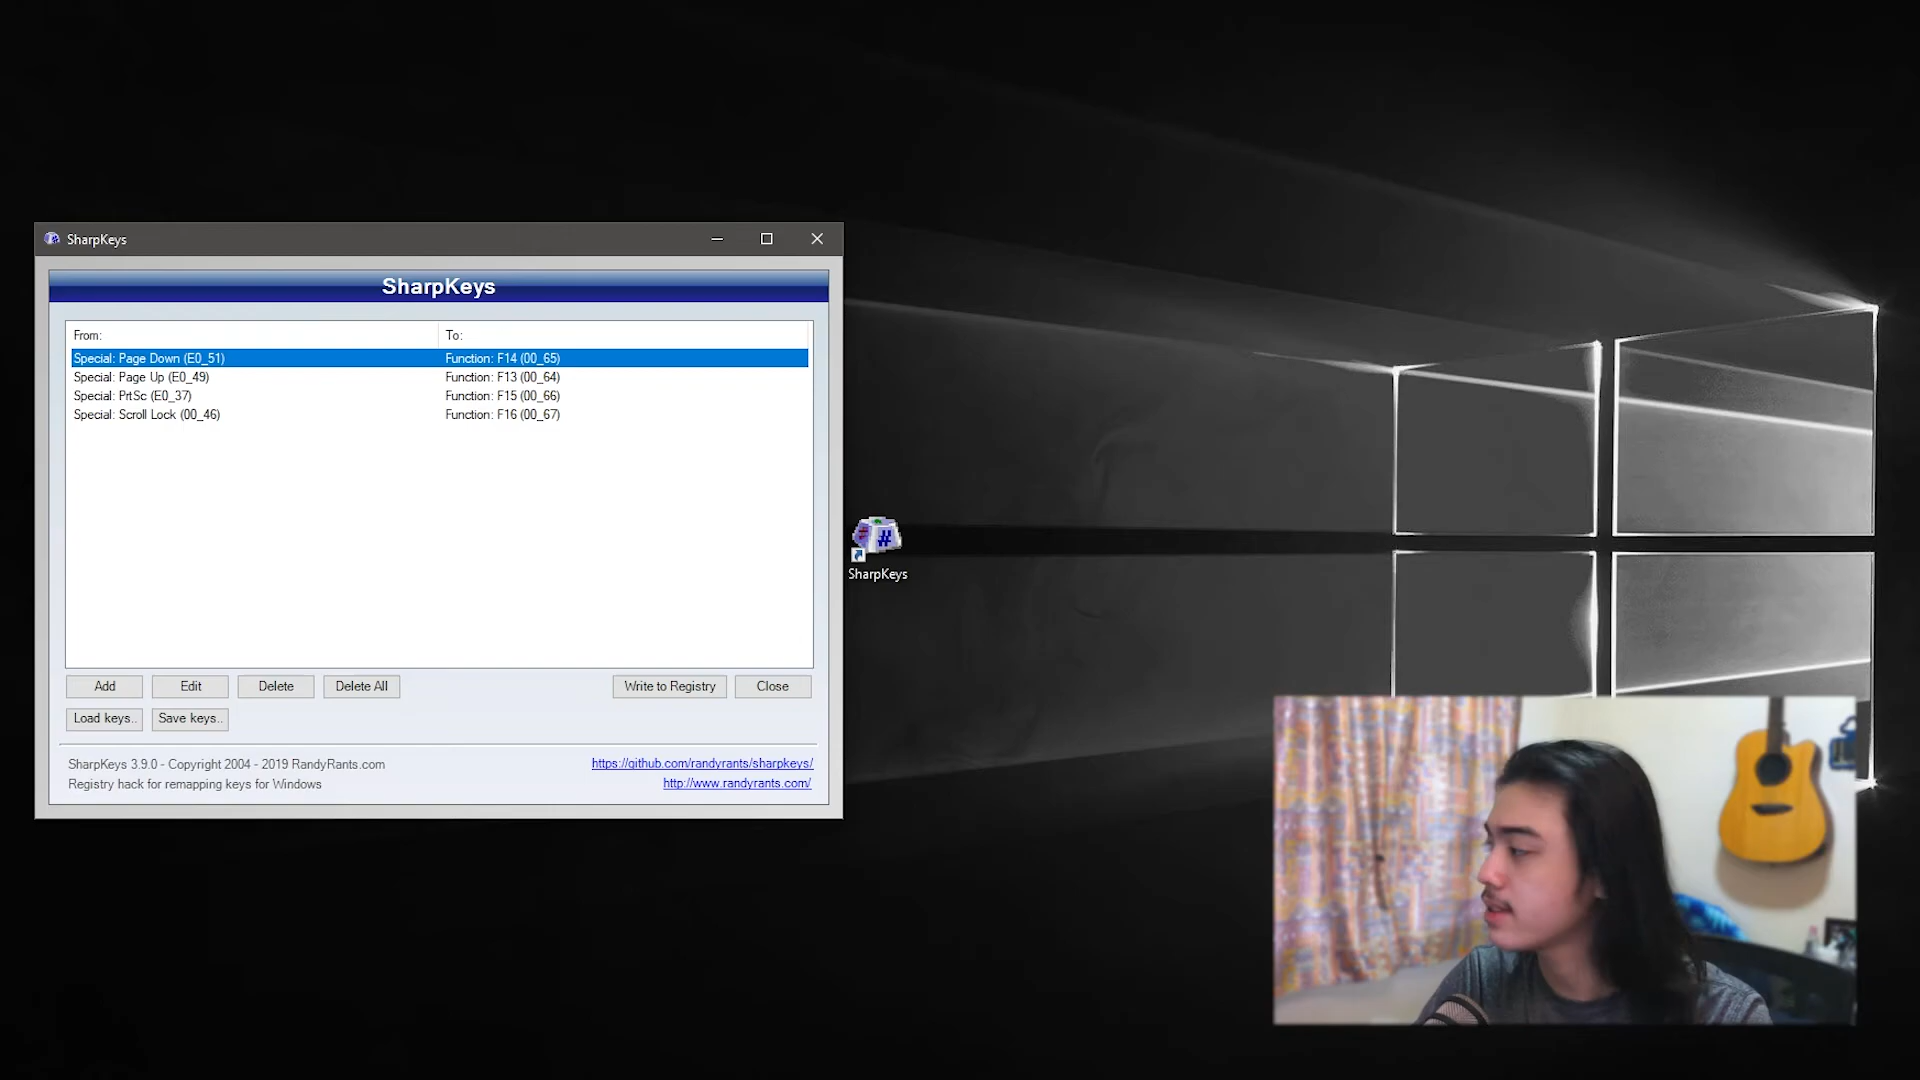 SharpKeys
SharpKeys
From: To:
Special: Page Down (E0_51) Function: F14 (00_65)
Special: Page Up (E0_49) Function: F13 (00_64)
Special: PrtSc (E0_37) Function: F15 (00_66)
Special: Scroll Lock (00_46) Function: F16 (00_67)
Add Edit Delete Delete All Write to Registry Close
Load keys.. Save keys..
SharpKeys 3.9.0 - Copyright 2004 - 2019 RandyRants.com https://github.com/randyrants/sharpkeys/
Registry hack for remapping keys for Windows http://www.randyrants.com/
#
SharpKeys